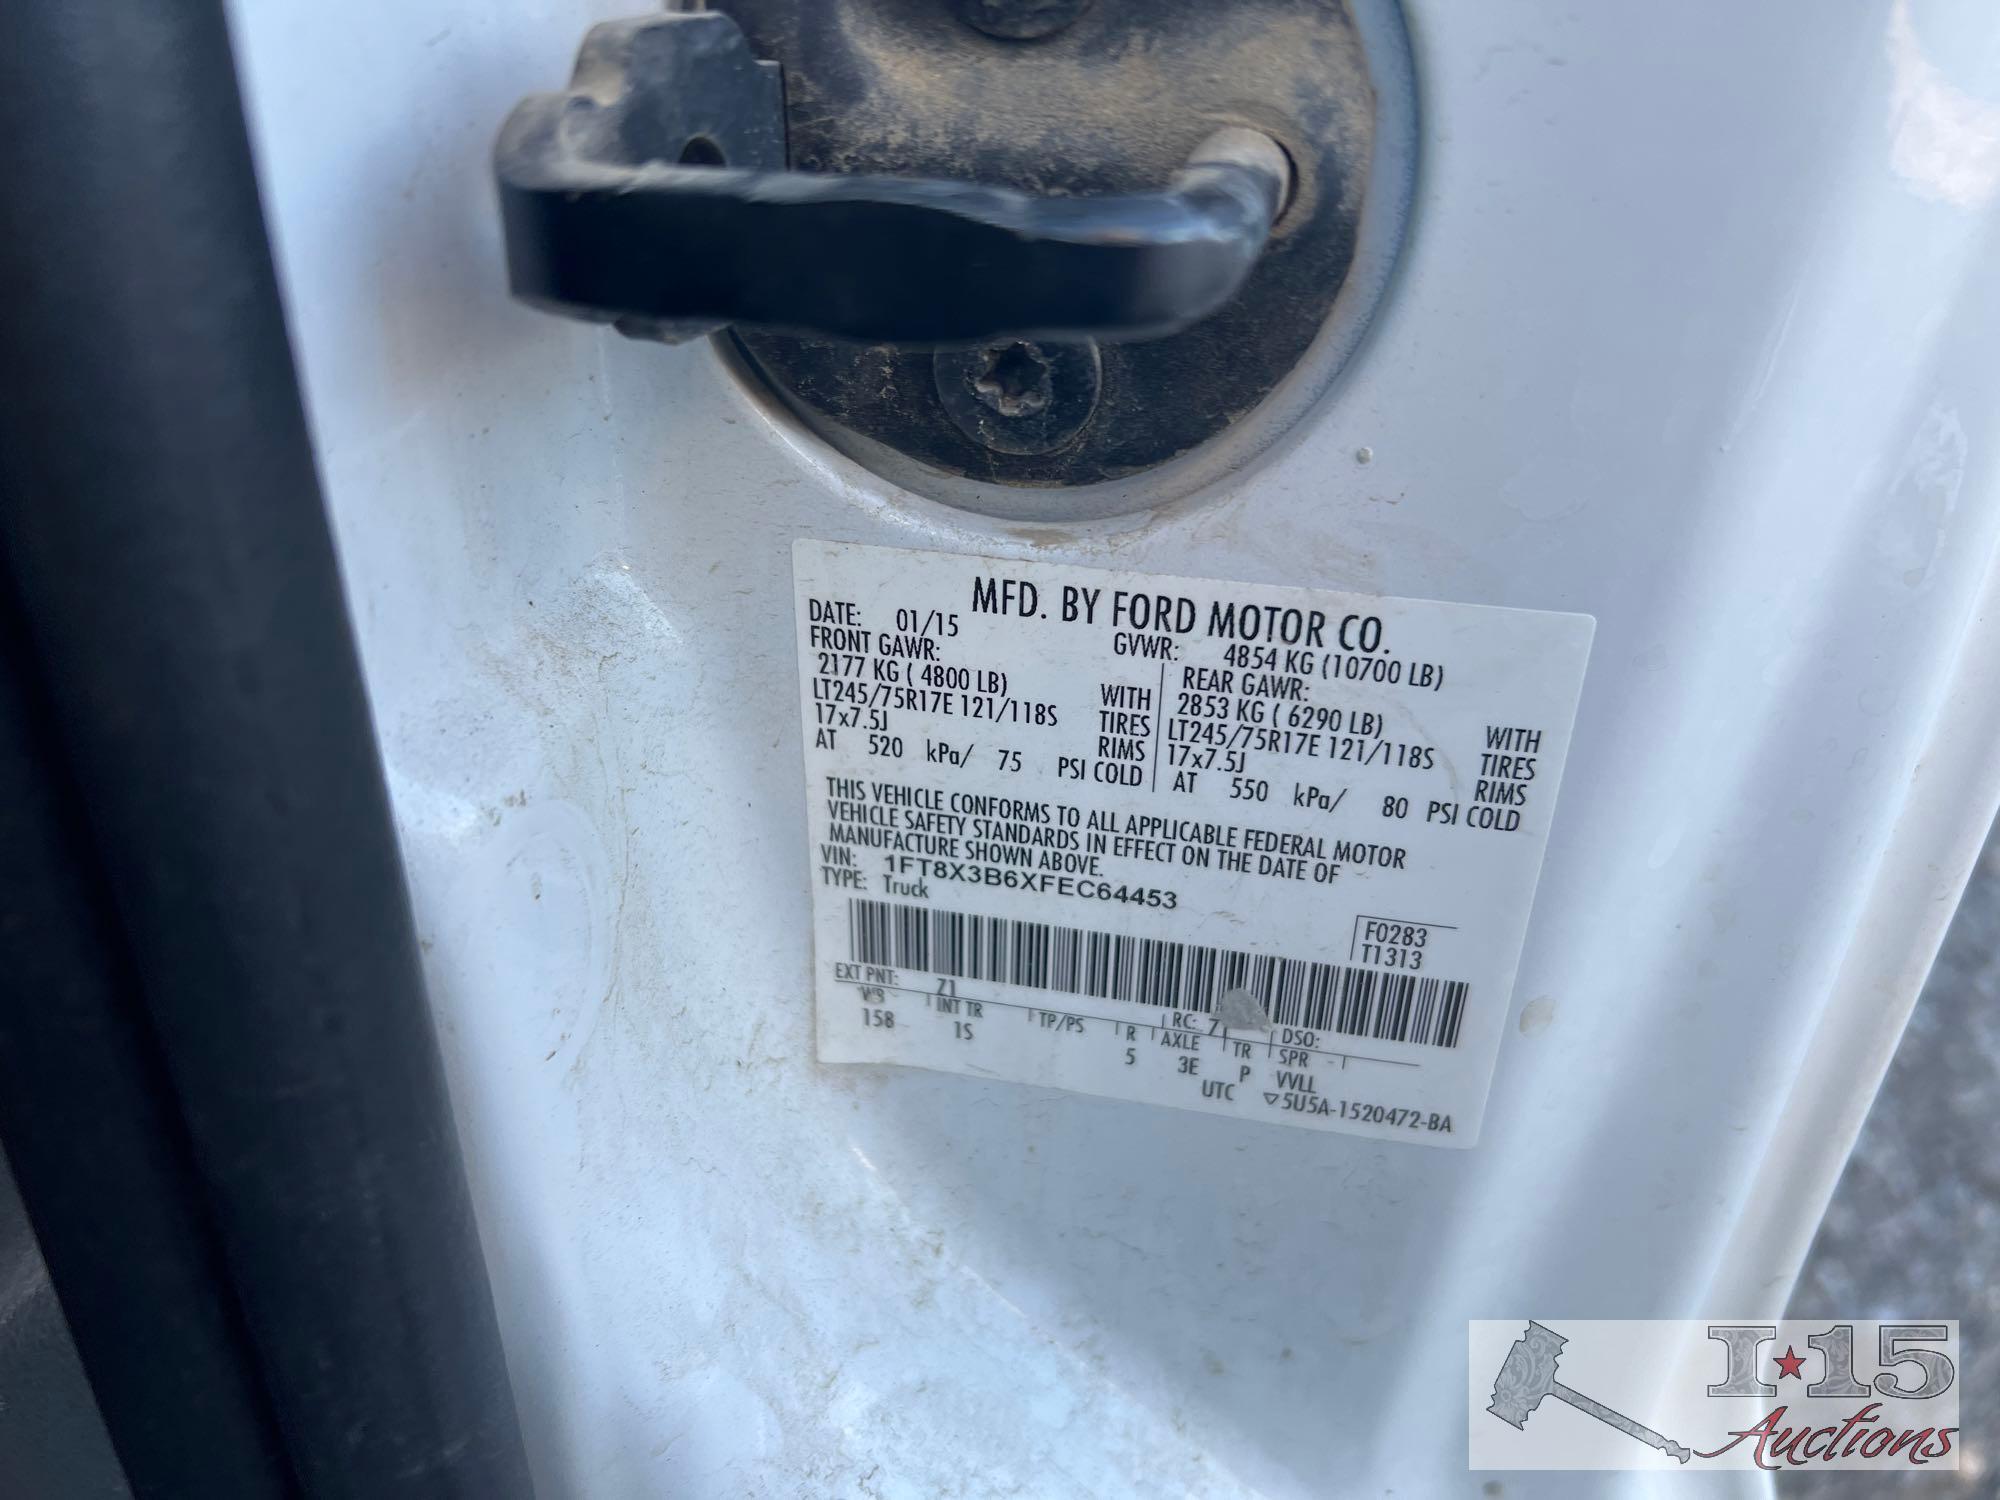 MFD. BY FORD MOTOR CO.
DATE: 01/15 GVWR: 4854 KG (10700 LB)
FRONT GAWR: REAR GAWR:
2177 KG ( 4800 LB) WITH 2853 KG ( 6290 LB) WITH
LT245/75R17E 121/118S TIRES LT245/75R17E 121/118S TIRES
17x7.5J RIMS 17x7.5J RIMS
AT 520 kPa/ 75 PSI COLD AT 550 kPa/ 80 PSI COLD
THIS VEHICLE CONFORMS TO ALL APPLICABLE FEDERAL MOTOR
VEHICLE SAFETY STANDARDS IN EFFECT ON THE DATE OF
MANUFACTURE SHOWN ABOVE.
VIN: 1FT8X3B6XFEC64453
TYPE: Truck
F0283
T1313
EXT PNT: Z1 RC: DSO:
WB INT TR TP/PS R AXLE TR SPR
158 1S 5 3E P VVLL
UTC ▽5U5A-1520472-BA
I★15
Auctions